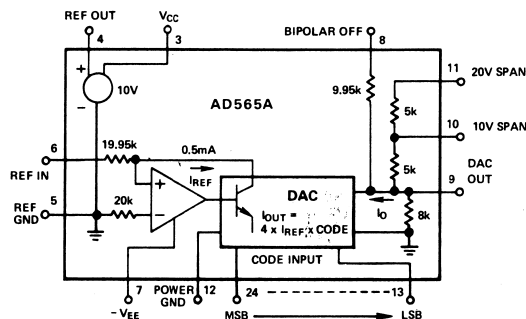 REF OUT
VCC
BIPOLAR OFF
4
3
8
11
20V SPAN
+
10V
−
9.95k
5k
AD565A
10
10V SPAN
6
19.95k
0.5mA
5k
DAC OUT
REF IN
IREF
DAC
9
+
5
20k
−
IOUT =
4 x IREF x CODE
IO
8k
REF GND
CODE INPUT
7
POWER GND
12
24
13
−VEE
MSB
LSB